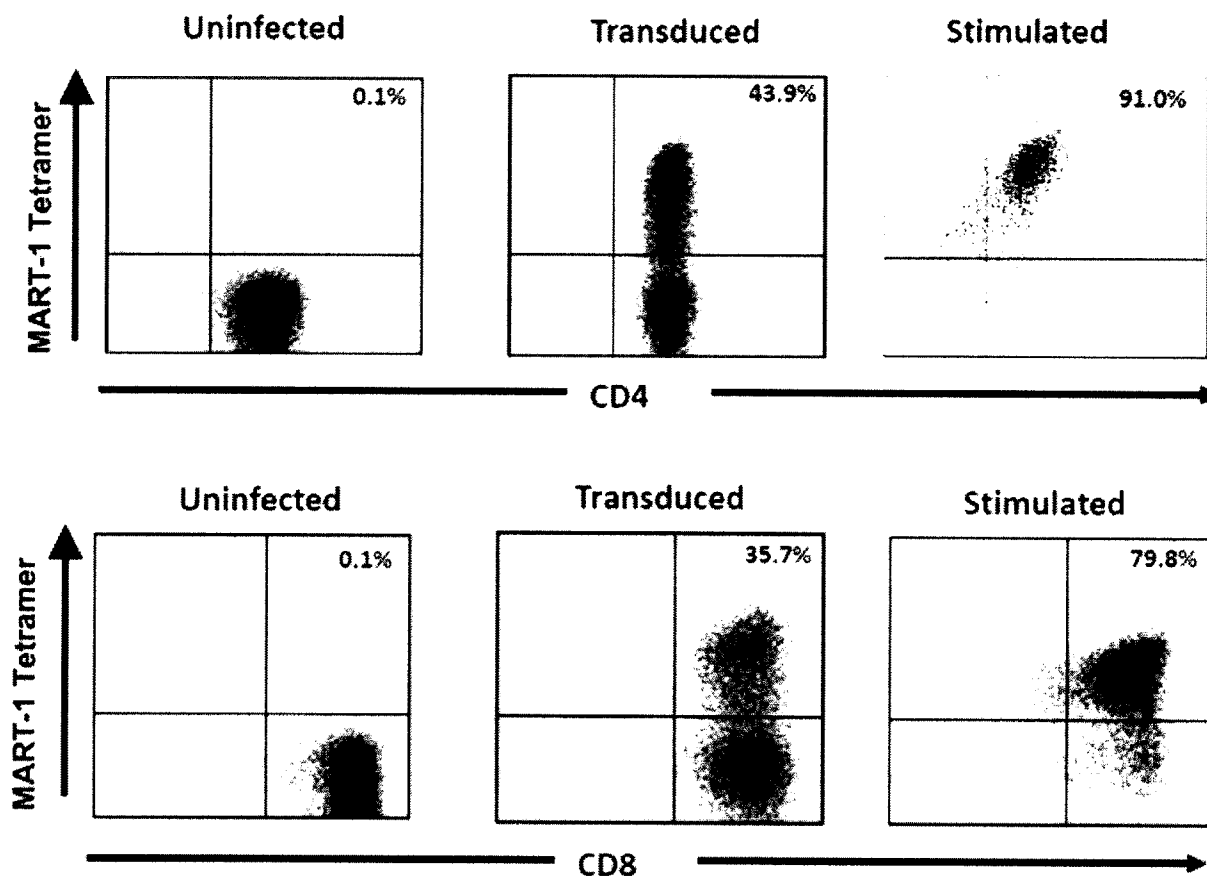 Uninfected
Transduced
Stimulated
MART-1 Tetramer
0.1%
43.9%
91.0%
CD4
Uninfected
Transduced
Stimulated
MART-1 Tetramer
0.1%
35.7%
79.8%
CD8